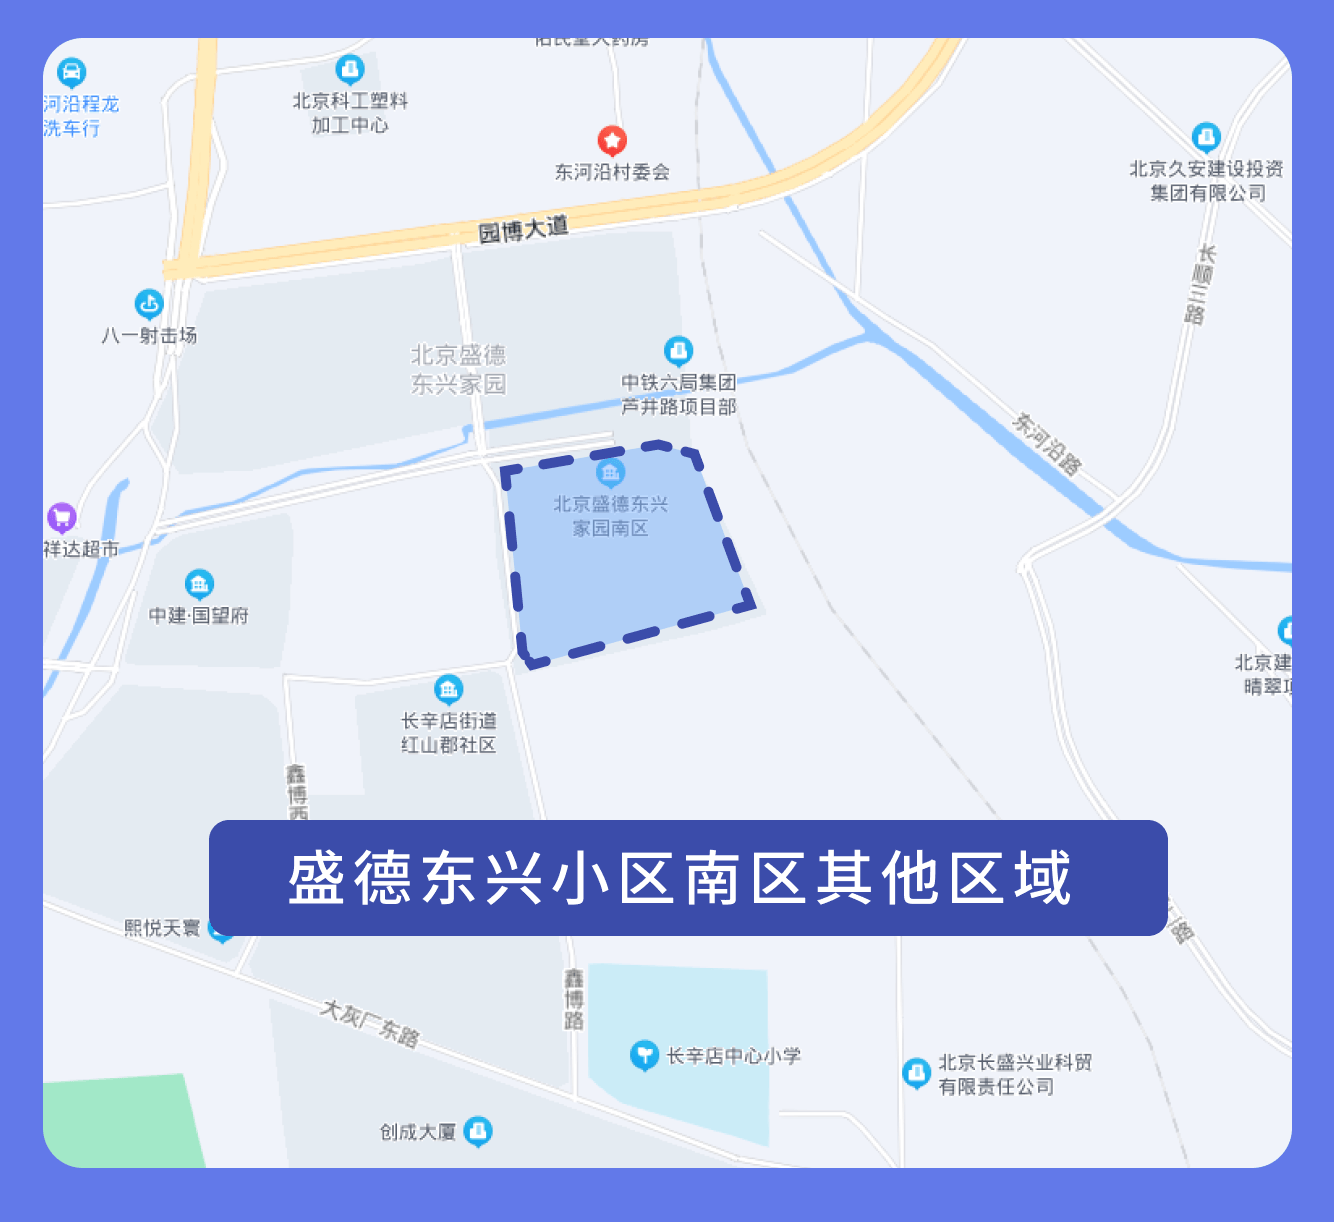 河沿程龙
洗车行
北京科工塑料
加工中心
东河沿村委会
北京久安建设投资
集团有限公司
园博大道
长顺三路
八一射击场
北京盛德
东兴家园
中铁六局集团
芦井路项目部
东河沿路
北京盛德东兴
家园南区
祥达超市
中建·国望府
北京建
晴翠项
长辛店街道
红山郡社区
鑫博西
盛德东兴小区南区其他区域
熙悦天寰
路
大灰厂东路
鑫博路
长辛店中心小学
北京长盛兴业科贸
有限责任公司
创成大厦